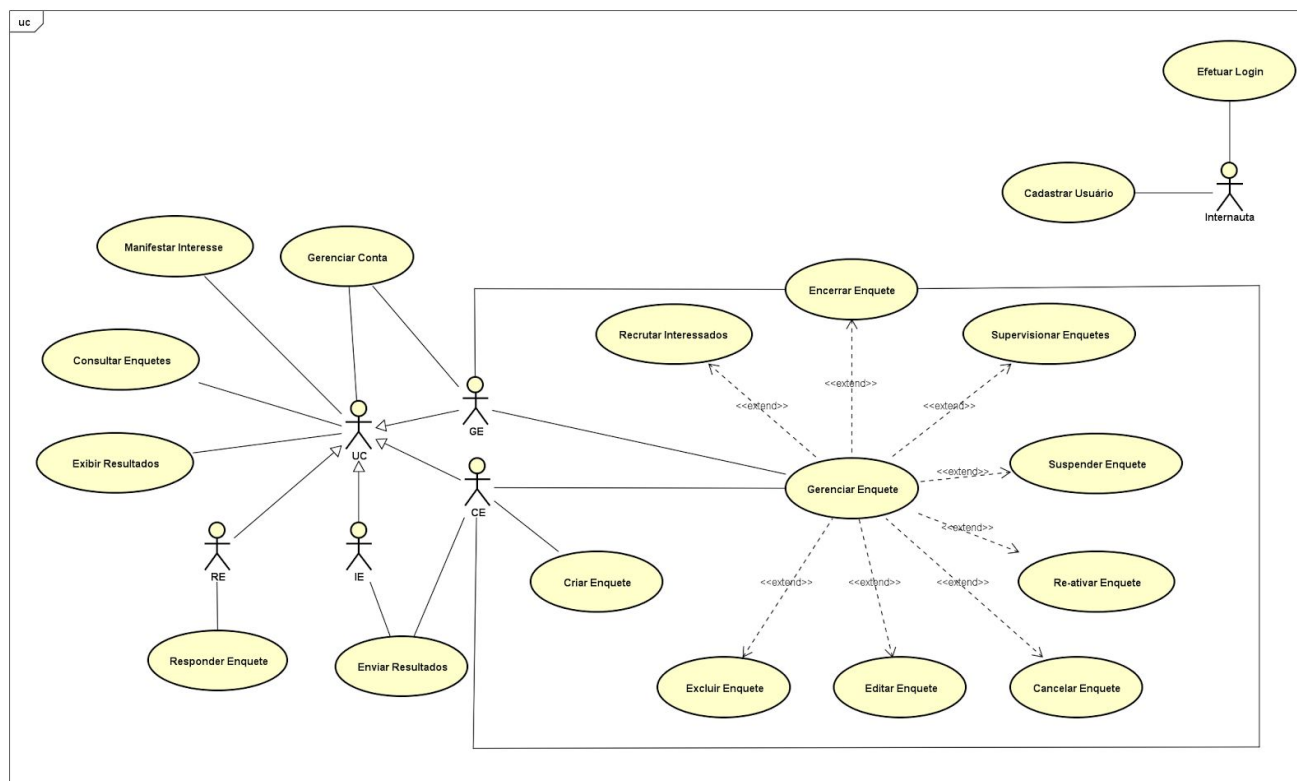 uc
Efetuar Login
Cadastrar Usuário
Internauta
Manifestar Interesse
Gerenciar Conta
Encerrar Enquete
Recrutar Interessados
Supervisionar Enquetes
Consultar Enquetes
<<extend>>
<<extend>>
<<extend>>
GE
UC
Exibir Resultados
Suspender Enquete
<<extend>>
Gerenciar Enquete
CE
<<extend>>
RE
IE
Criar Enquete
<<extend>>
<<extend>>
<<extend>>
Re-ativar Enquete
Responder Enquete
Enviar Resultados
Excluir Enquete
Editar Enquete
Cancelar Enquete